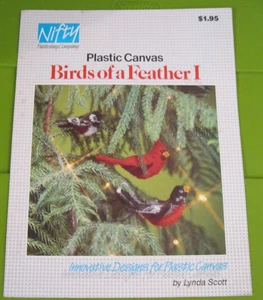 Nifty
Publishing Company
$1.95
Plastic Canvas
Birds of a Feather I
Innovative Designs for Plastic Canvas
by Lynda Scott